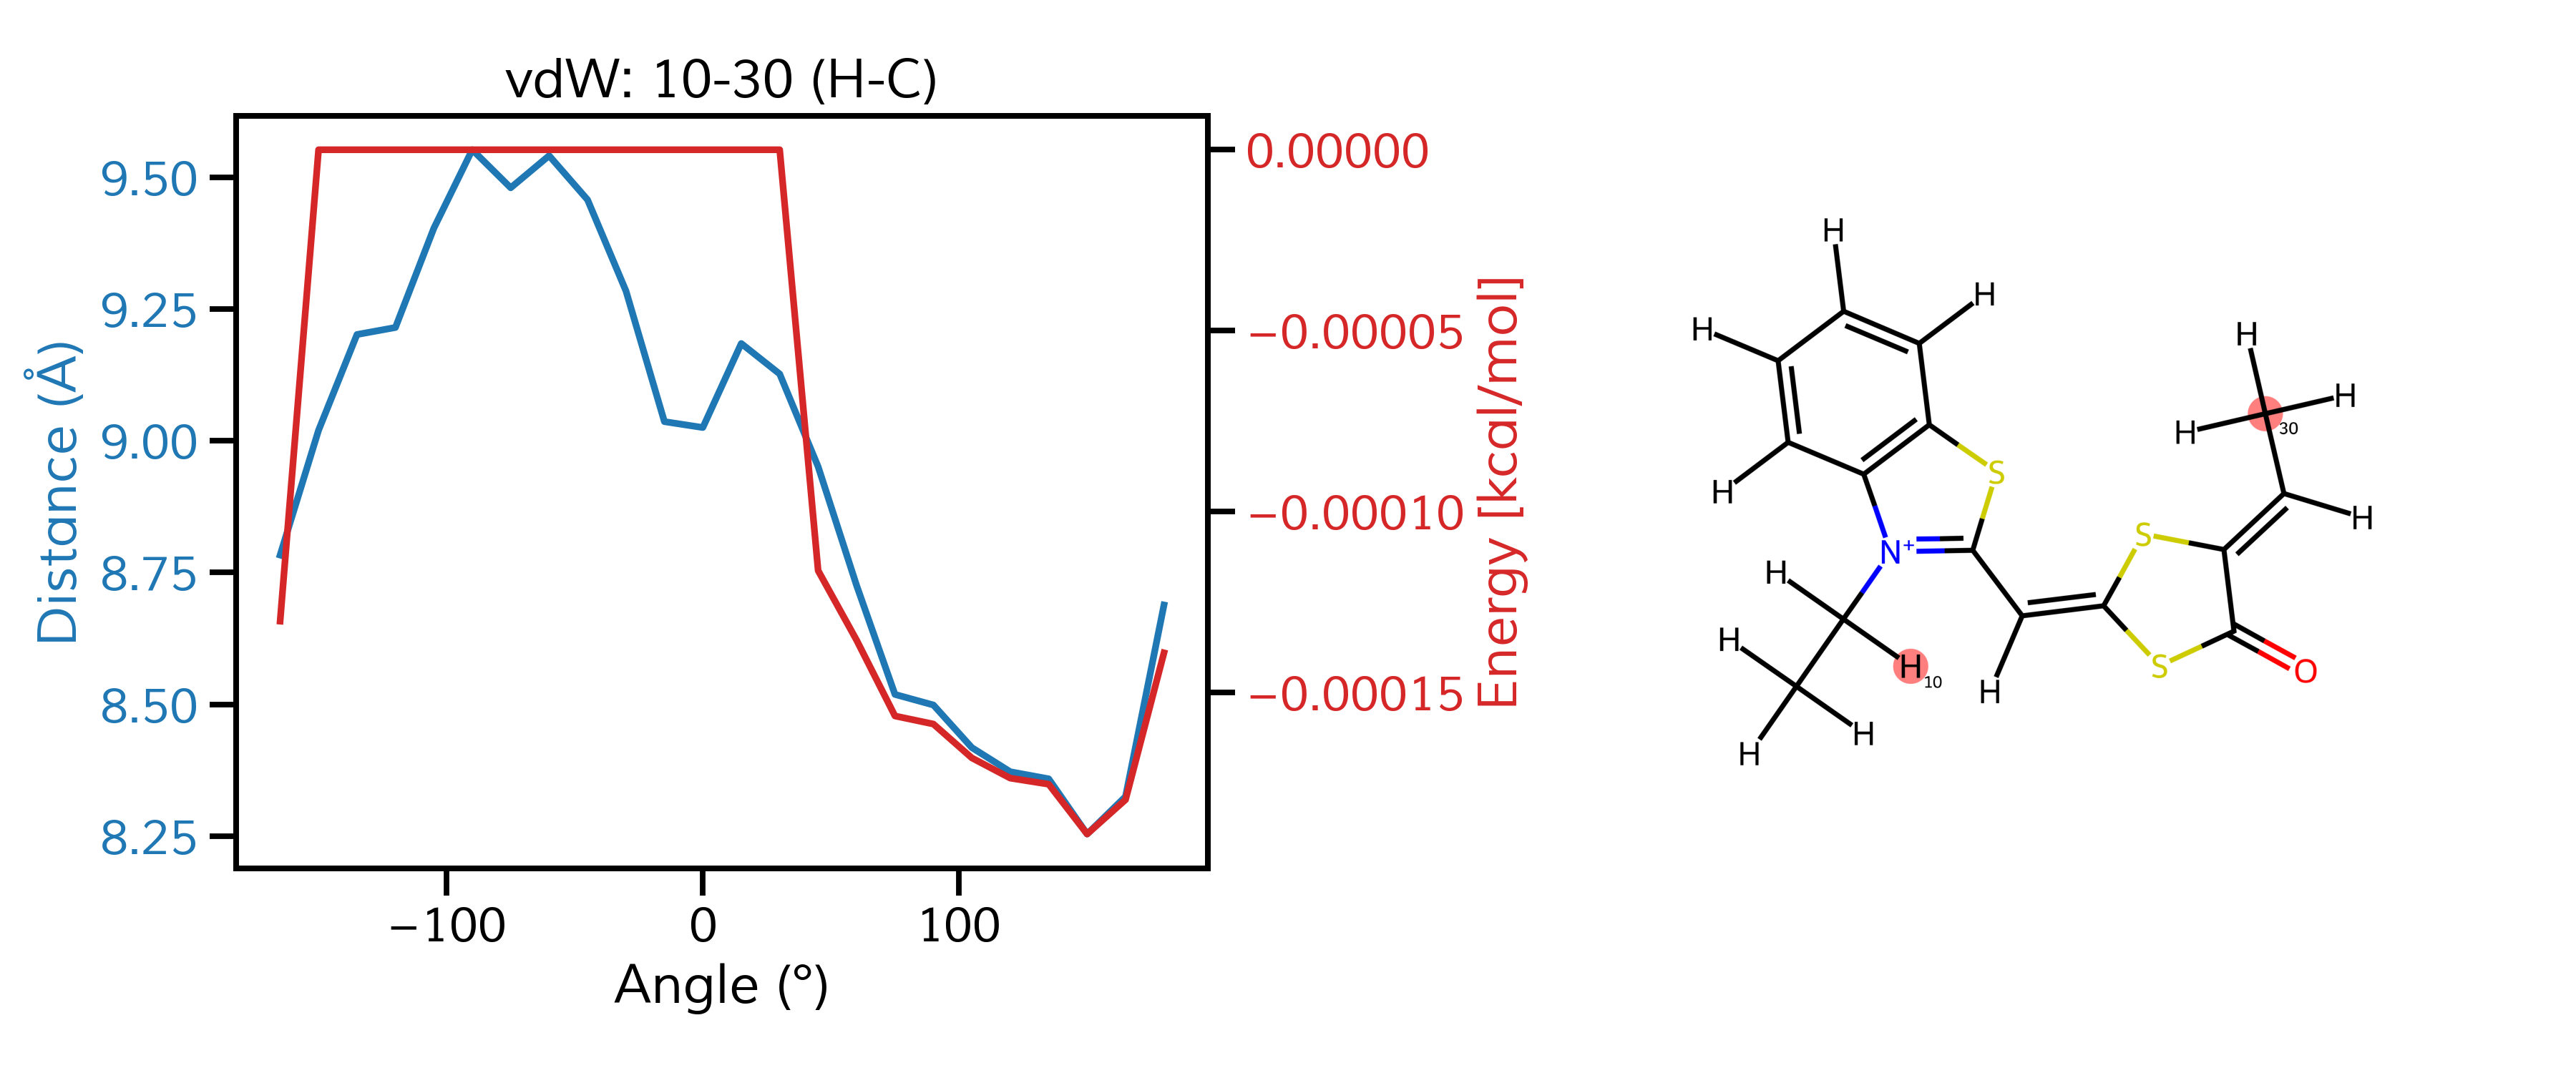 vdW: 10-30 (H-C)
9.50
9.25
9.00
8.75
8.50
8.25
Distance (Å)
−100
0
100
Angle (°)
0.00000
−0.00005
−0.00010
−0.00015
Energy [kcal/mol]
H
H
H
H
H
H
H
30
S
H
S
N+
H
H
H
10
S
O
H
H
H